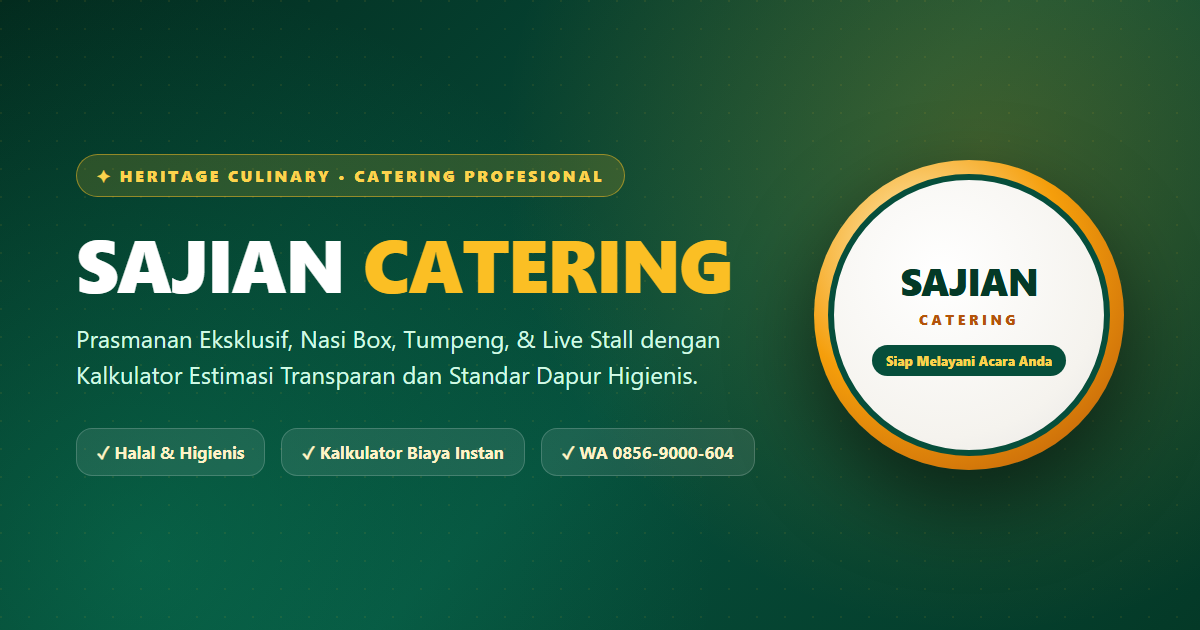 ✦ HERITAGE CULINARY • CATERING PROFESIONAL
SAJIAN CATERING
Prasmanan Eksklusif, Nasi Box, Tumpeng, & Live Stall dengan
Kalkulator Estimasi Transparan dan Standar Dapur Higienis.
✓ Halal & Higienis
✓ Kalkulator Biaya Instan
✓ WA 0856-9000-604
SAJIAN
CATERING
Siap Melayani Acara Anda